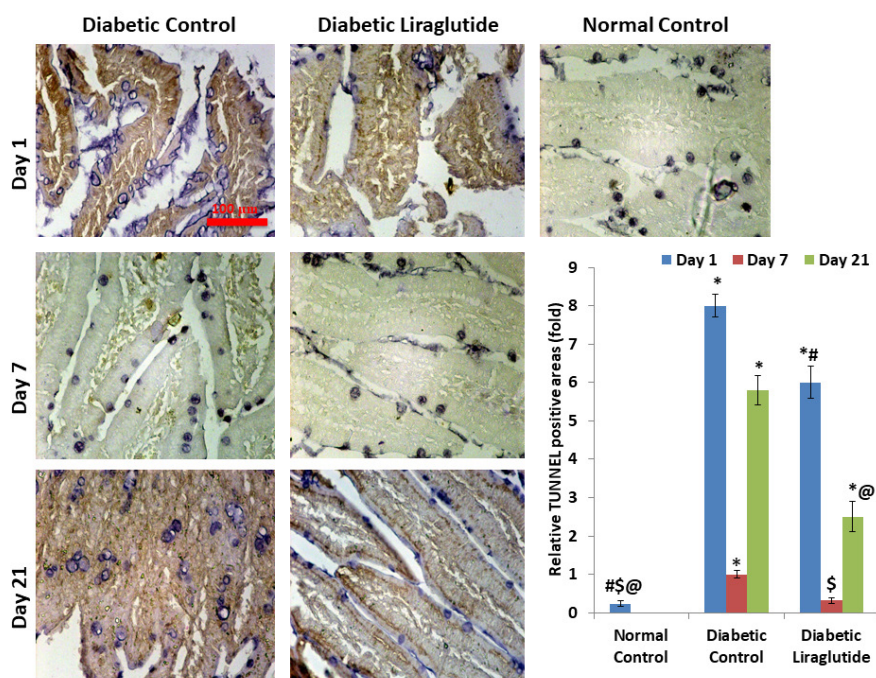 Diabetic Control
Diabetic Liraglutide
Normal Control
Day 1
100 mu
Day 7
Day 21
Day 1
Day 7
Day 21
Relative TUNNEL positive areas (fold)
9
8
7
6
5
4
3
2
1
0
#$@
*
*
*
*#
$
*@
Normal
Control
Diabetic
Control
Diabetic
Liraglutide